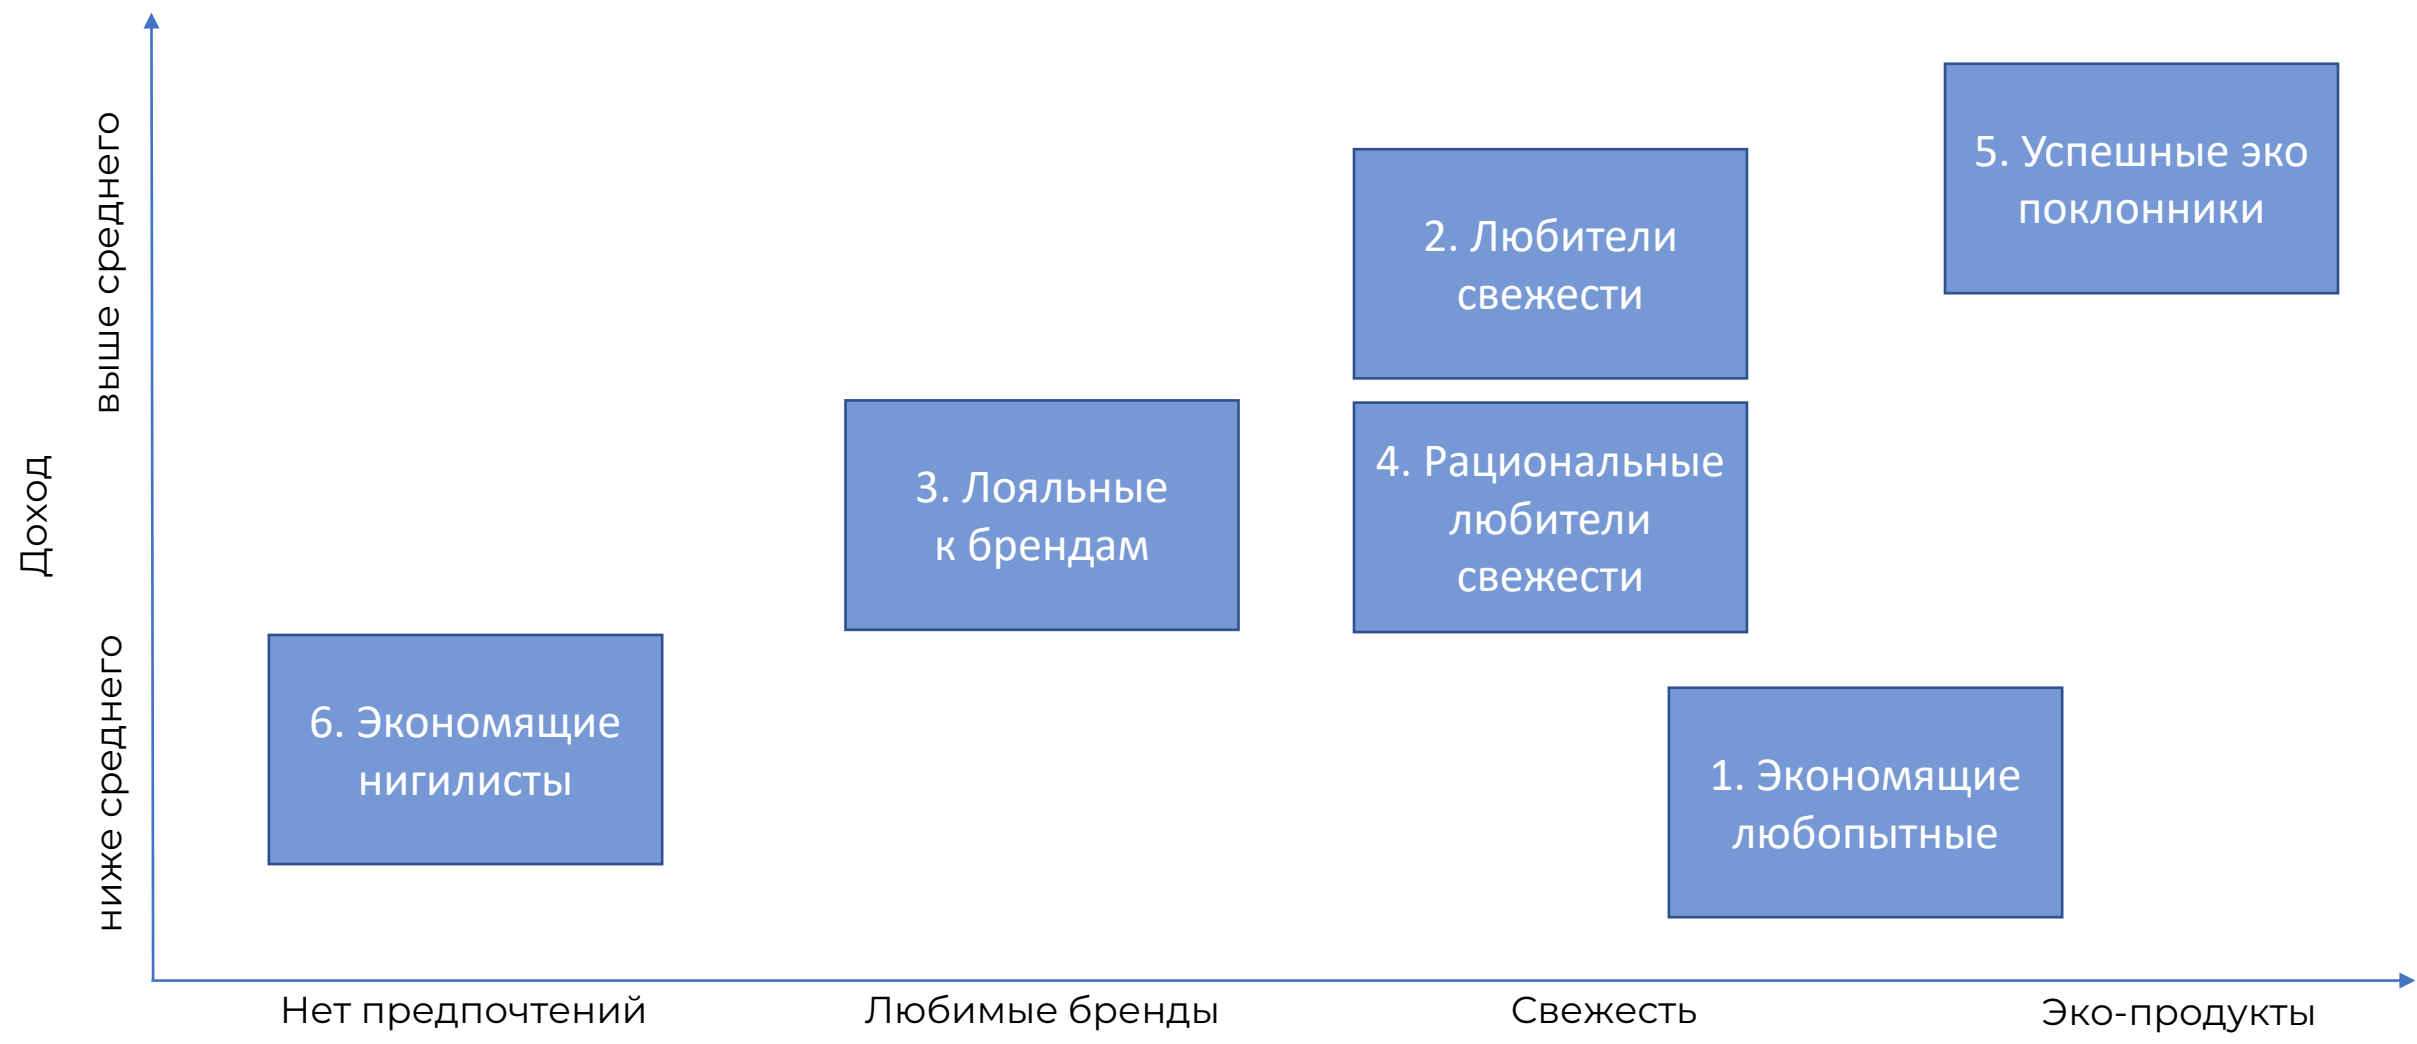 Доход
выше среднего
ниже среднего
5. Успешные эко
поклонники
2. Любители
свежести
3. Лояльные
к брендам
4. Рациональные
любители
свежести
6. Экономящие
нигилисты
1. Экономящие
любопытные
Нет предпочтений
Любимые бренды
Свежесть
Эко-продукты